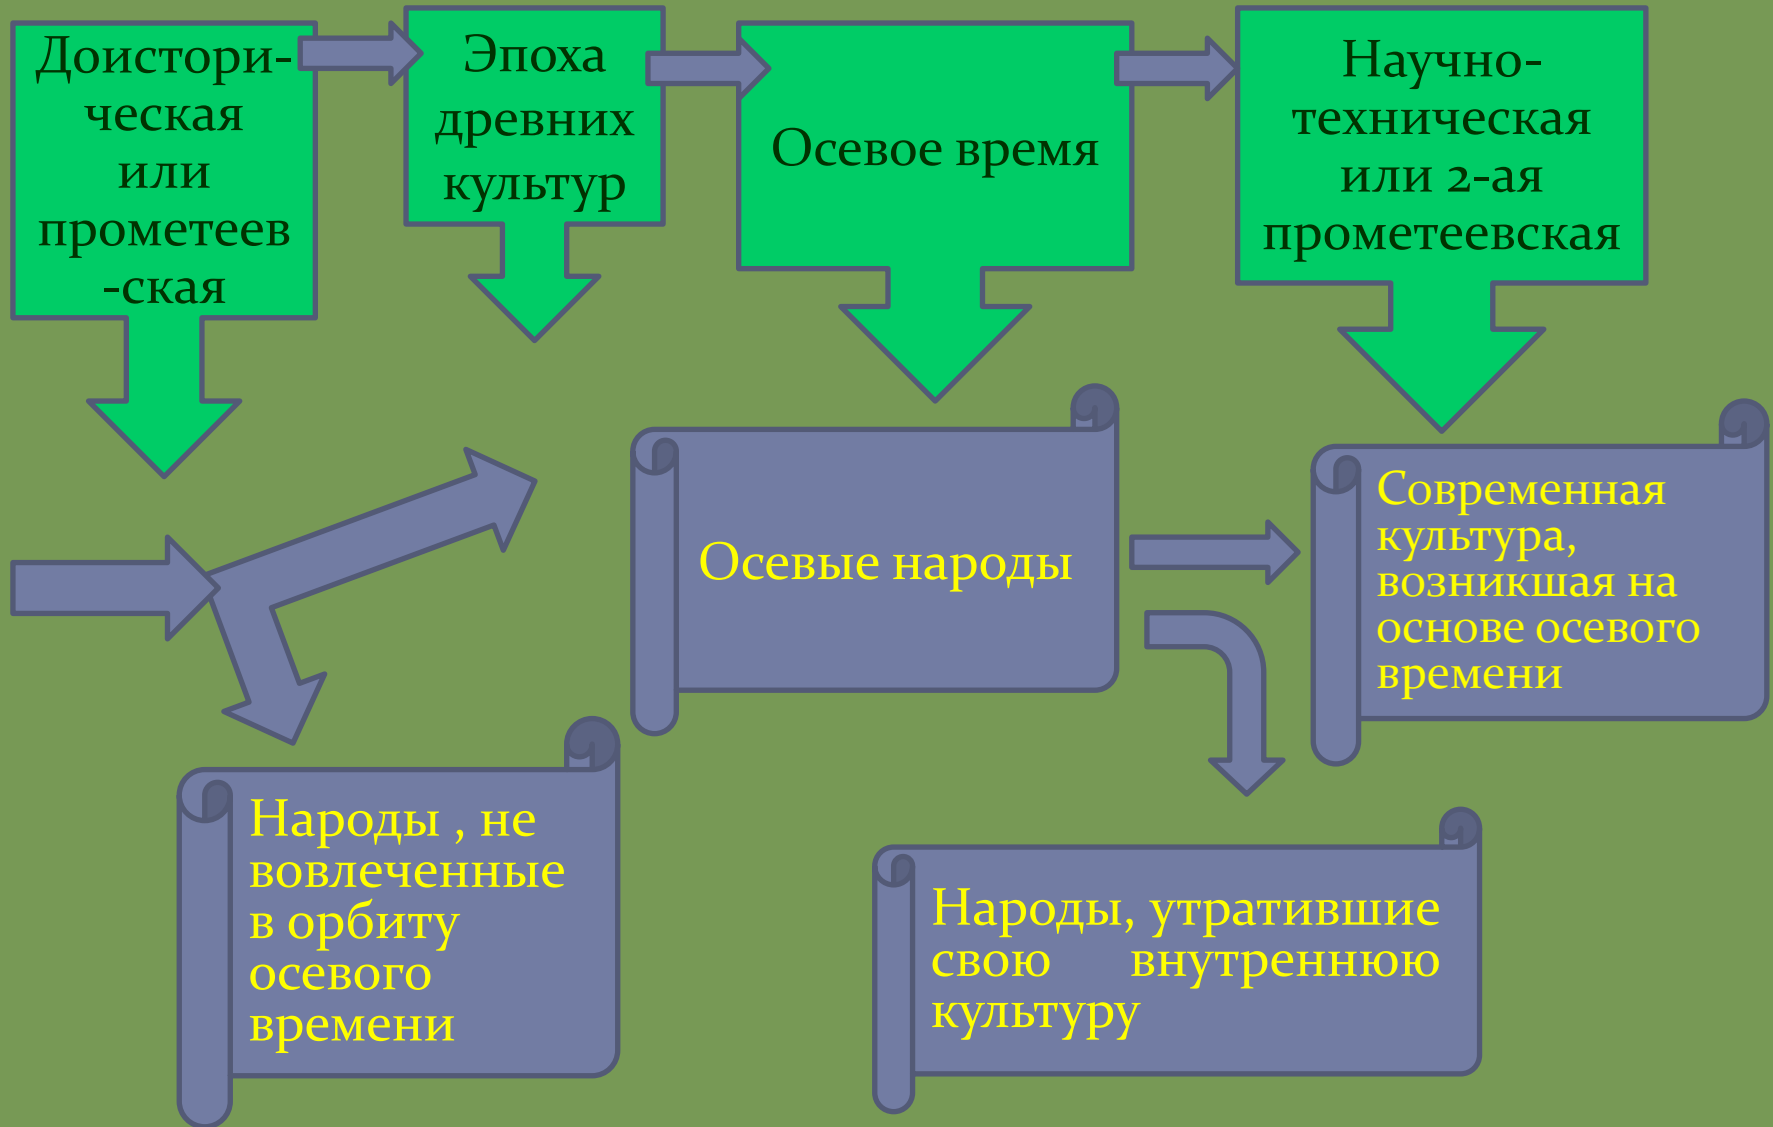 Доистори-
ческая
или
прометеев
-ская
Эпоха
древних
культур
Осевое время
Научно-
техническая
или 2-ая
прометеевская
Осевые народы
Современная
культура,
возникшая на
основе осевого
времени
Народы , не
вовлеченные
в орбиту
осевого
времени
Народы, утратившие
свою внутреннюю
культуру